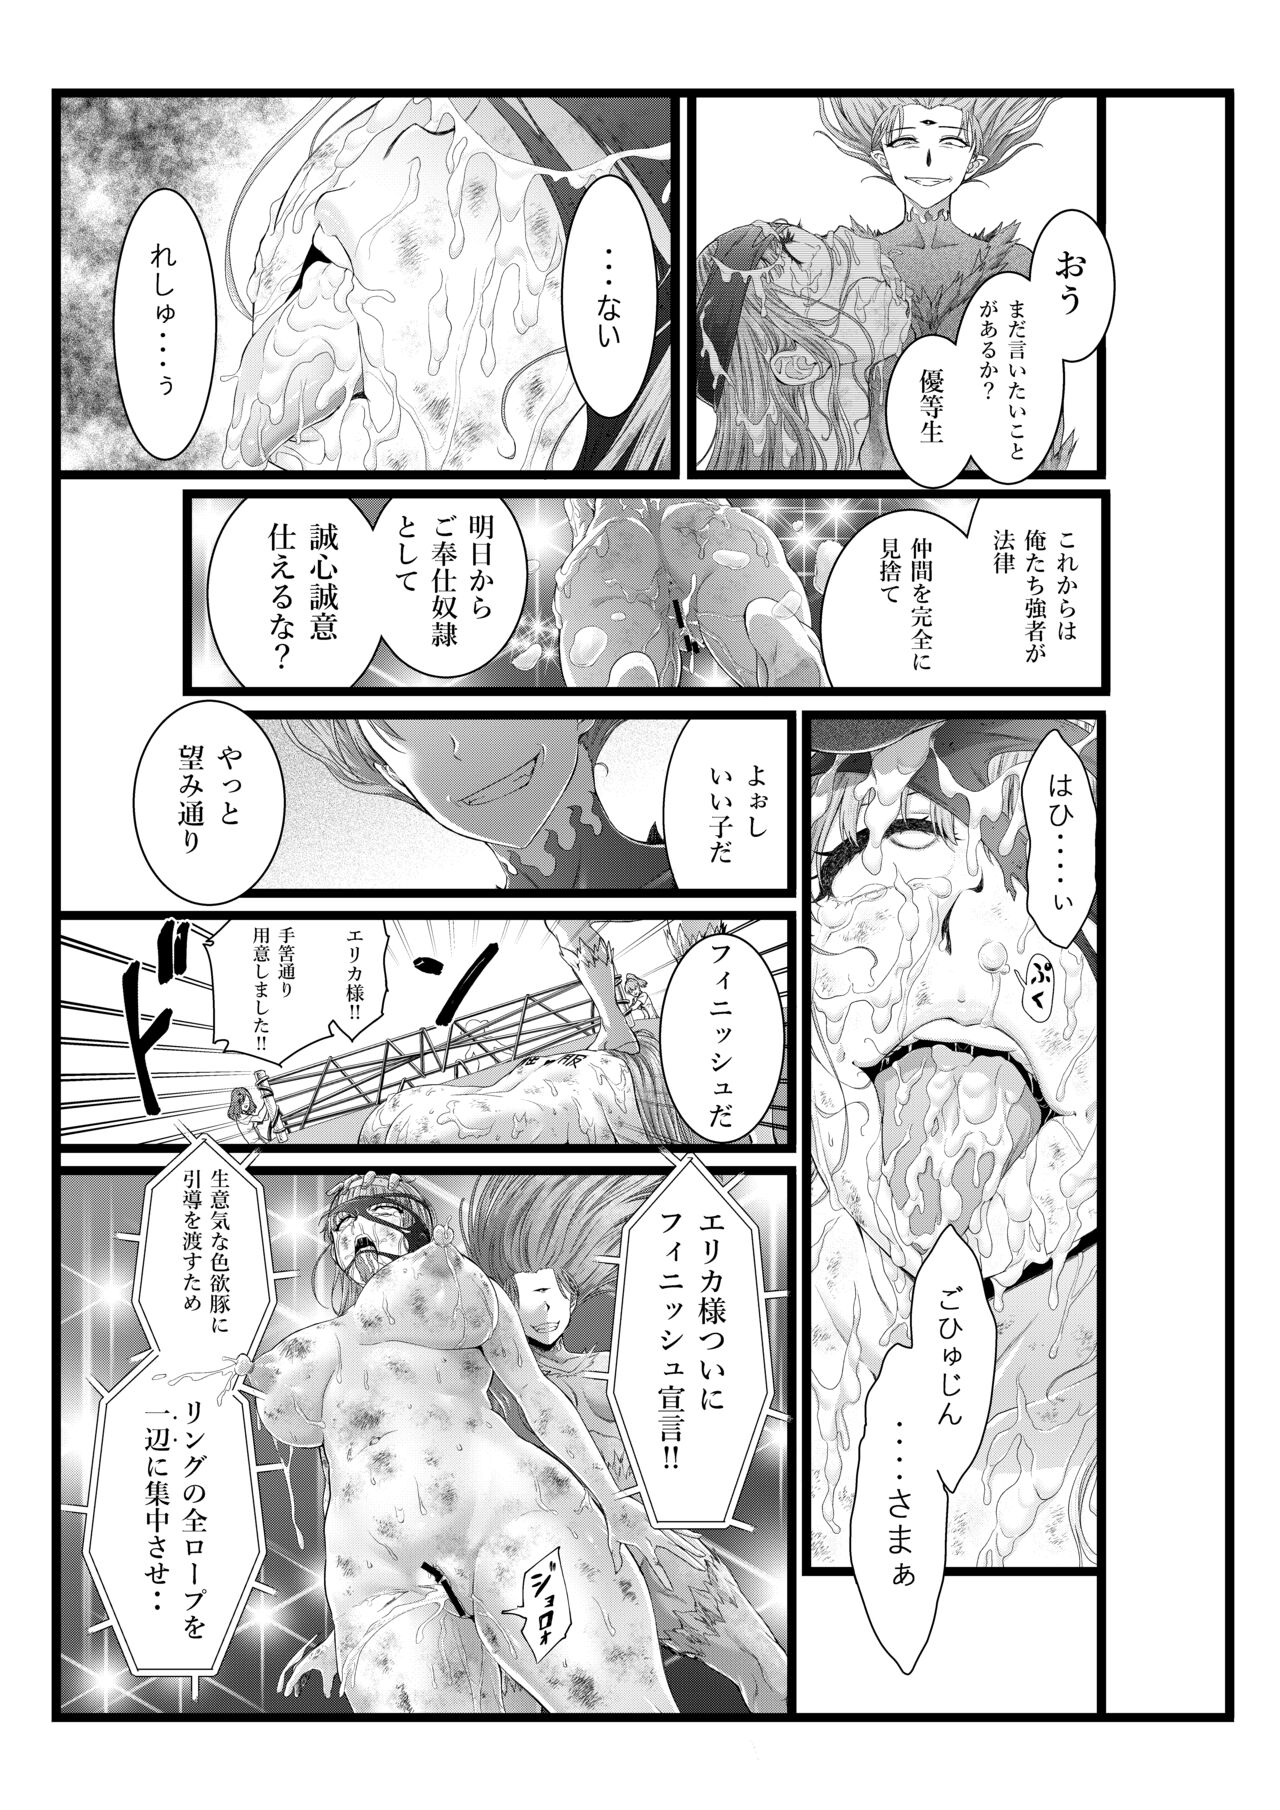 おう
まだ言いたいこと
があるか？
優等生
・・・ない
れしゅ・・・ぅ
これからは
俺たち強者が
法律
仲間を完全に
見捨て
明日から
ご奉仕奴隷
として
誠心誠意
仕えるな？
はひ・・・・ぃ
ぷく
ごひゅじん
・・・・さまぁ
よぉし
いい子だ
やっと
望み通り
フィニッシュだ
エリカ様!!
手筈通り
用意しました!!
ドンッ
エリカ様ついに
フィニッシュ宣言!!
生意気な色欲豚に
引導を渡すため
リングの全ロープを
一辺に集中させ・・
ジョロォ